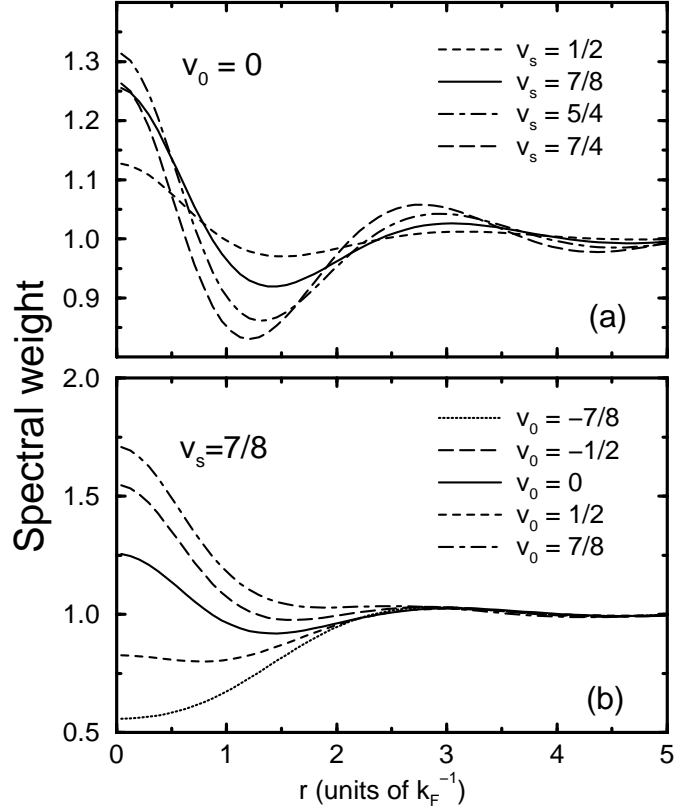 Spectral weight
1.3
1.2
1.1
1.0
0.9
v0 = 0
vs = 1/2
vs = 7/8
vs = 5/4
vs = 7/4
(a)
2.0
1.5
1.0
0.5
vs=7/8
v0 = −7/8
v0 = −1/2
v0 = 0
v0 = 1/2
v0 = 7/8
(b)
0 1 2 3 4 5
r (units of kF−1)